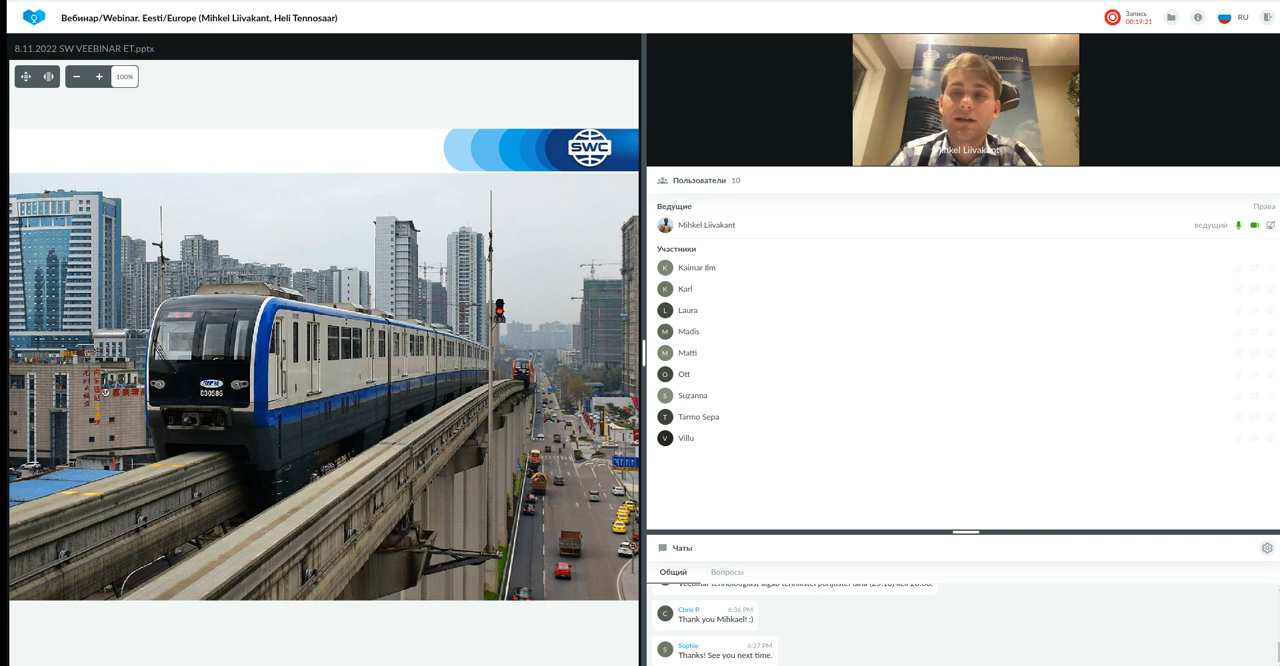 Вебинар/Webinar. Eesti/Europe (Mihkel Liivakant, Heli Tennosaar)
Запись
00:19:21
RU
8.11.2022 SW VEEBINAR ET.pptx
100%
SWC
030586
Mihkel Liivakant
Пользователи 10
Ведущие
Права
Mihkel Liivakant
ведущий
Участники
K Kaimar Ilm
K Karl
L Laura
M Madis
M Matti
O Ott
S Suzanna
T Tarmo Sepa
V Villu
Чаты
Общий
Вопросы
C Chris P. 6:36 PM
Thank you Mihkael! :)
S Sophie 6:37 PM
Thanks! See you next time.